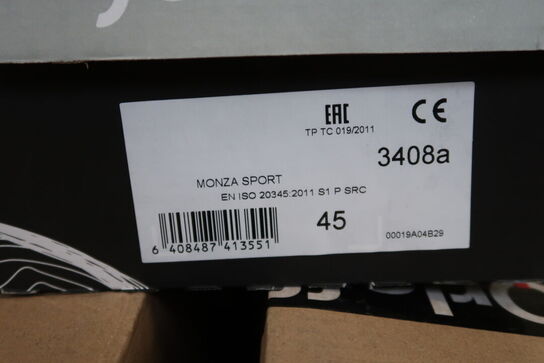 EAC CE
TP TC 019/2011
3408a
MONZA SPORT
EN ISO 20345:2011 S1 P SRC
45
6 408487 413551
00019A04B29